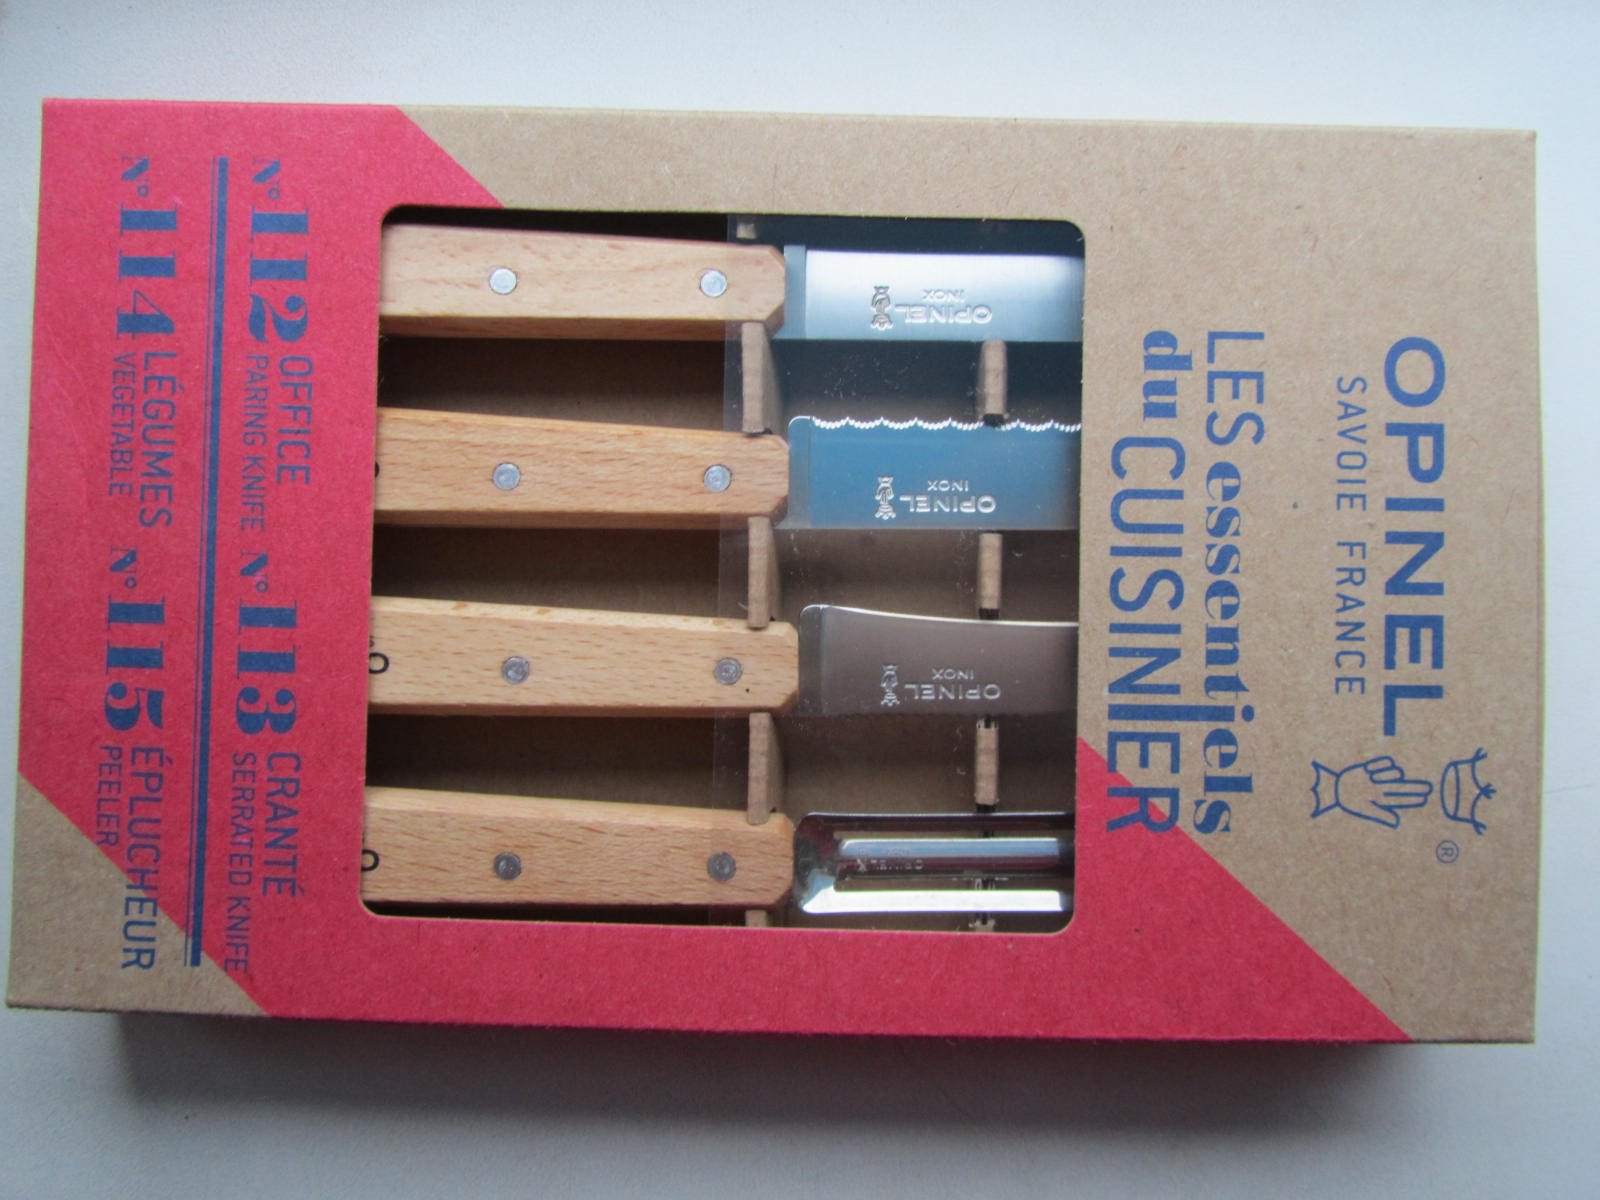 OPINEL ®
SAVOIE FRANCE
LES essentiels
du CUISINIER
OPINEL
INOX
OPINEL
INOX
OPINEL
INOX
OPINEL
N°112 OFFICE
PARING KNIFE
N°113 CRANTÉ
SERRATED KNIFE
N°114 LÉGUMES
VEGETABLE
N°115 ÉPLUCHEUR
PEELER